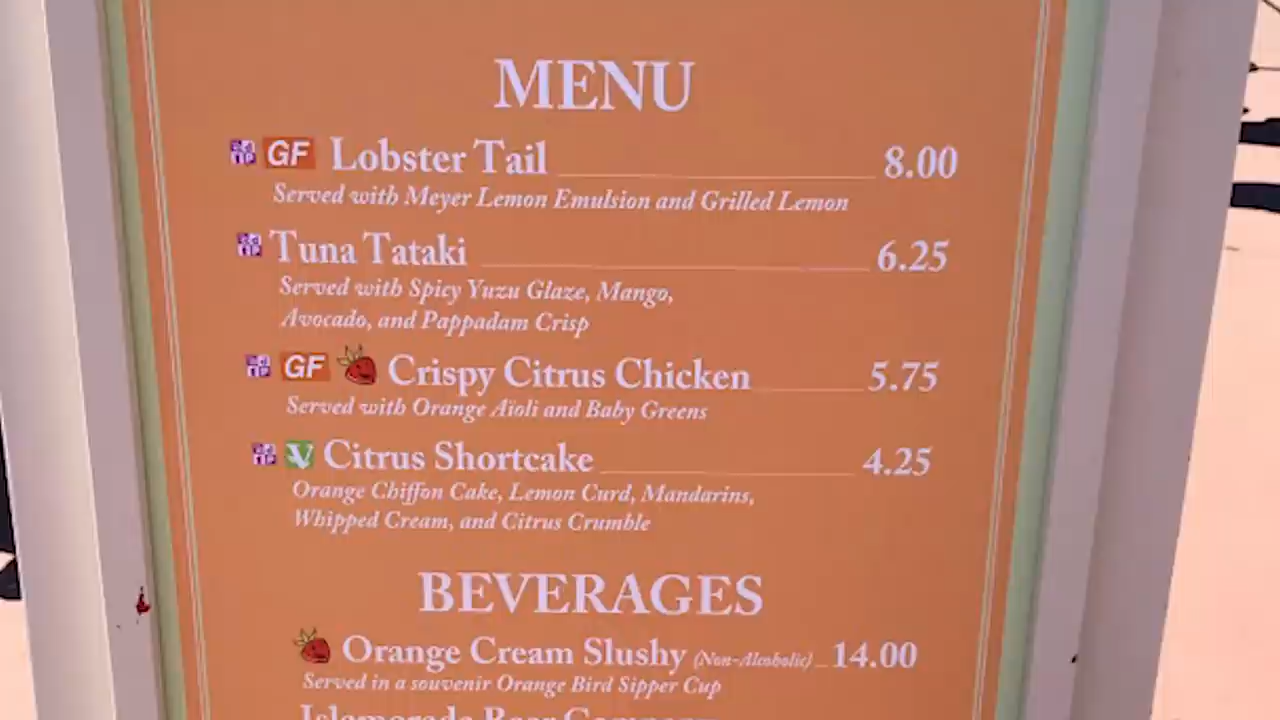 MENU
GF Lobster Tail 8.00
Served with Meyer Lemon Emulsion and Grilled Lemon
Tuna Tataki 6.25
Served with Spicy Yuzu Glaze, Mango,
Avocado, and Pappadam Crisp
GF Crispy Citrus Chicken 5.75
Served with Orange Aïoli and Baby Greens
V Citrus Shortcake 4.25
Orange Chiffon Cake, Lemon Curd, Mandarins,
Whipped Cream, and Citrus Crumble
BEVERAGES
Orange Cream Slushy (Non-Alcoholic) 14.00
Served in a souvenir Orange Bird Sipper Cup
Islamorada Beer Company